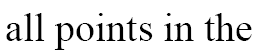 all points in the